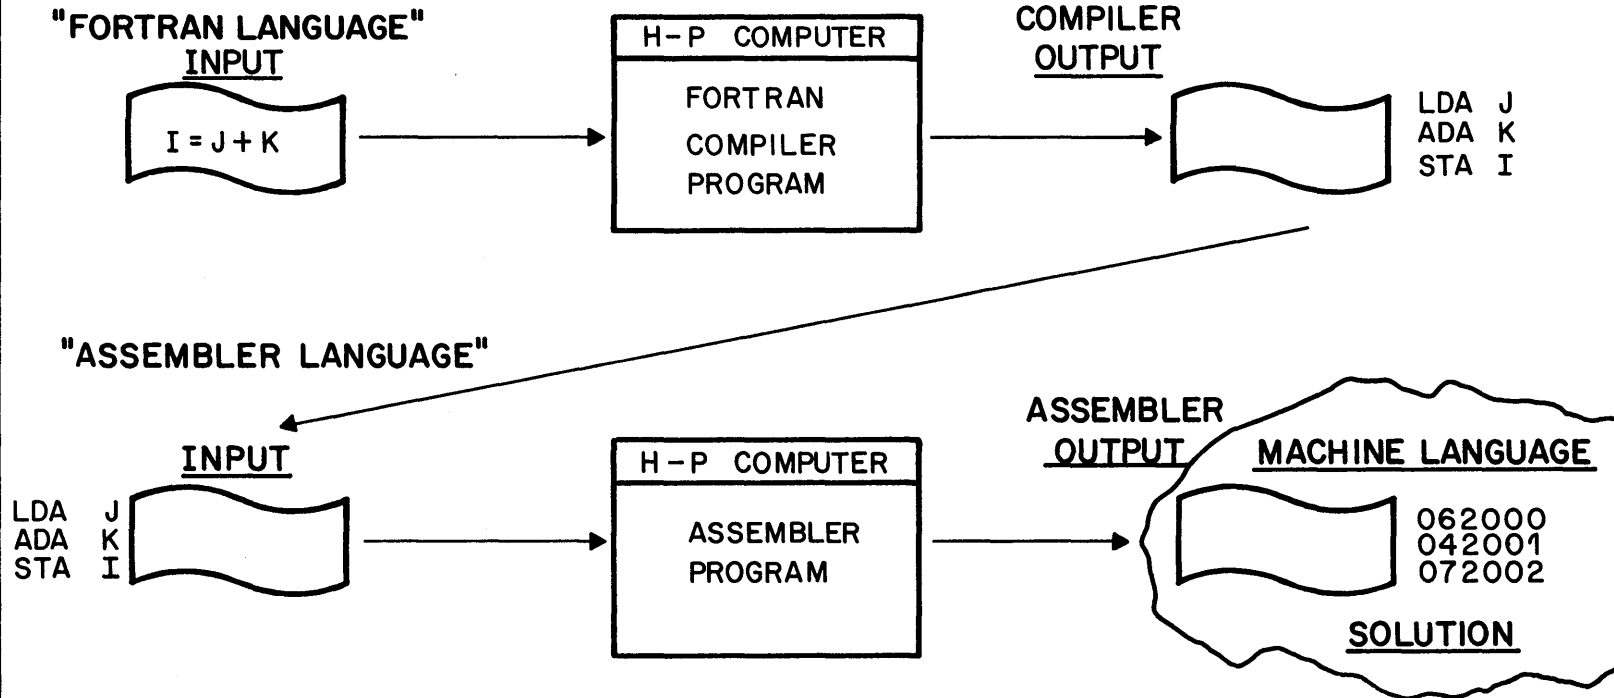 "FORTRAN LANGUAGE"
INPUT
I = J + K
H-P COMPUTER
FORTRAN
COMPILER
PROGRAM
COMPILER
OUTPUT
LDA J
ADA K
STA I
"ASSEMBLER LANGUAGE"
INPUT
LDA J
ADA K
STA I
H-P COMPUTER
ASSEMBLER
PROGRAM
ASSEMBLER
OUTPUT
MACHINE LANGUAGE
062000
042001
072002
SOLUTION